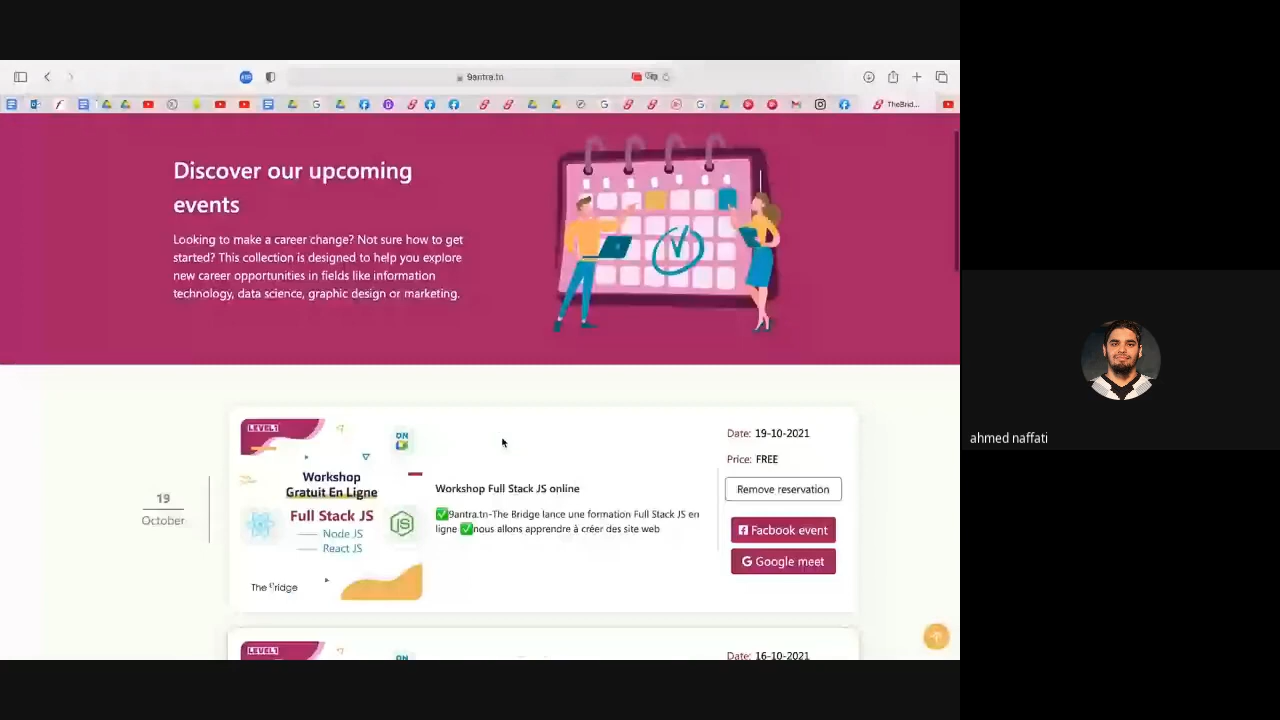 9antra.tn
TheBrid...
Discover our upcoming
events
Looking to make a career change? Not sure how to get
started? This collection is designed to help you explore
new career opportunities in fields like information
technology, data science, graphic design or marketing.
19
October
LEVEL1
ON
Workshop
Gratuit En Ligne
Full Stack JS
Node JS
React JS
The Bridge
Workshop Full Stack JS online
✅9antra.tn-The Bridge lance une formation Full Stack JS en
ligne ✅nous allons apprendre à créer des site web
Date: 19-10-2021
Price: FREE
Remove reservation
Facbook event
Google meet
LEVEL1
ON
Date: 16-10-2021
ahmed naffati